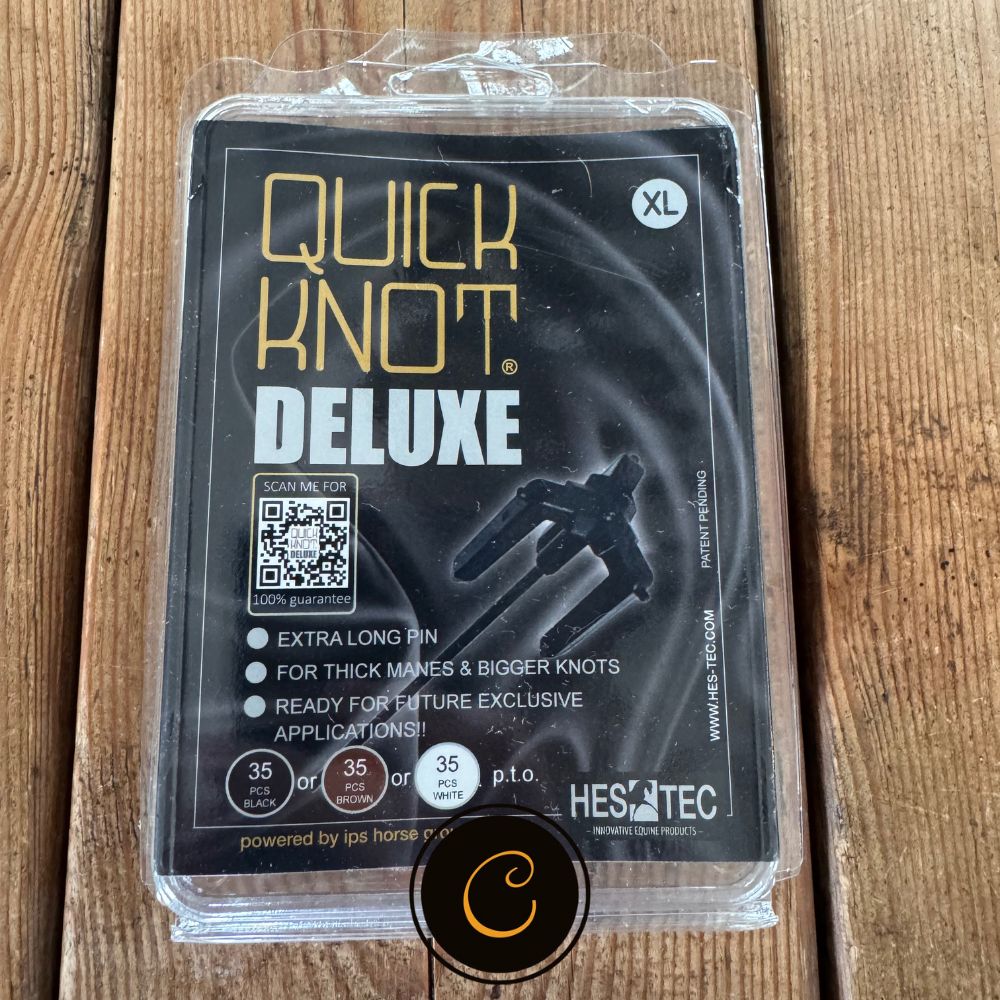 XL
QUICK
KNOT®
DELUXE
SCAN ME FOR
QUICK
KNOT
DELUXE
100% guarantee
EXTRA LONG PIN
FOR THICK MANES & BIGGER KNOTS
READY FOR FUTURE EXCLUSIVE
APPLICATIONS!!
35
PCS
BLACK
or
35
PCS
BROWN
or
35
PCS
WHITE
p.t.o.
PATENT PENDING
WWW.HES-TEC.COM
HES TEC
- INNOVATIVE EQUINE PRODUCTS -
powered by ips horse
C